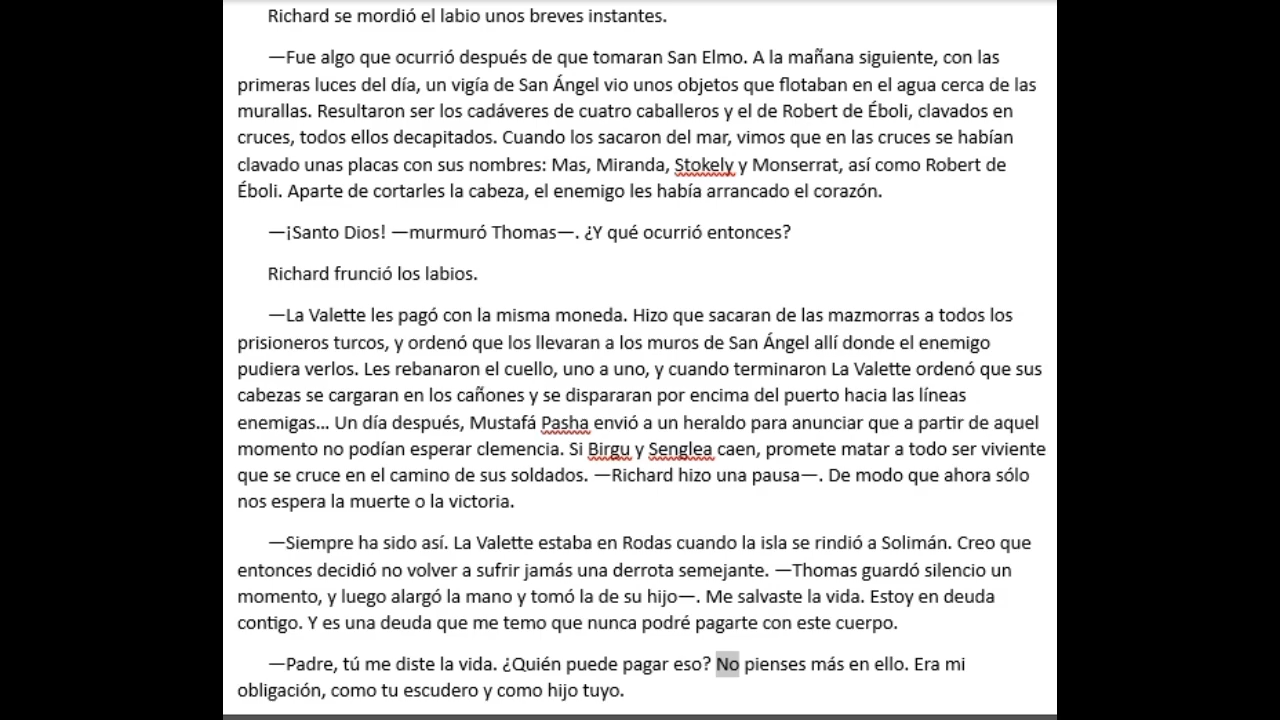 Richard se mordió el labio unos breves instantes.
—Fue algo que ocurrió después de que tomaran San Elmo. A la mañana siguiente, con las
primeras luces del día, un vigía de San Ángel vio unos objetos que flotaban en el agua cerca de las
murallas. Resultaron ser los cadáveres de cuatro caballeros y el de Robert de Éboli, clavados en
cruces, todos ellos decapitados. Cuando los sacaron del mar, vimos que en las cruces se habían
clavado unas placas con sus nombres: Mas, Miranda, Stokely y Monserrat, así como Robert de
Éboli. Aparte de cortarles la cabeza, el enemigo les había arrancado el corazón.
—¡Santo Dios! —murmuró Thomas—. ¿Y qué ocurrió entonces?
Richard frunció los labios.
—La Valette les pagó con la misma moneda. Hizo que sacaran de las mazmorras a todos los
prisioneros turcos, y ordenó que los llevaran a los muros de San Ángel allí donde el enemigo
pudiera verlos. Les rebanaron el cuello, uno a uno, y cuando terminaron La Valette ordenó que sus
cabezas se cargaran en los cañones y se dispararan por encima del puerto hacia las líneas
enemigas... Un día después, Mustafá Pasha envió a un heraldo para anunciar que a partir de aquel
momento no podían esperar clemencia. Si Birgu y Senglea caen, promete matar a todo ser viviente
que se cruce en el camino de sus soldados. —Richard hizo una pausa—. De modo que ahora sólo
nos espera la muerte o la victoria.
—Siempre ha sido así. La Valette estaba en Rodas cuando la isla se rindió a Solimán. Creo que
entonces decidió no volver a sufrir jamás una derrota semejante. —Thomas guardó silencio un
momento, y luego alargó la mano y tomó la de su hijo—. Me salvaste la vida. Estoy en deuda
contigo. Y es una deuda que me temo que nunca podré pagarte con este cuerpo.
—Padre, tú me diste la vida. ¿Quién puede pagar eso? No pienses más en ello. Era mi
obligación, como tu escudero y como hijo tuyo.